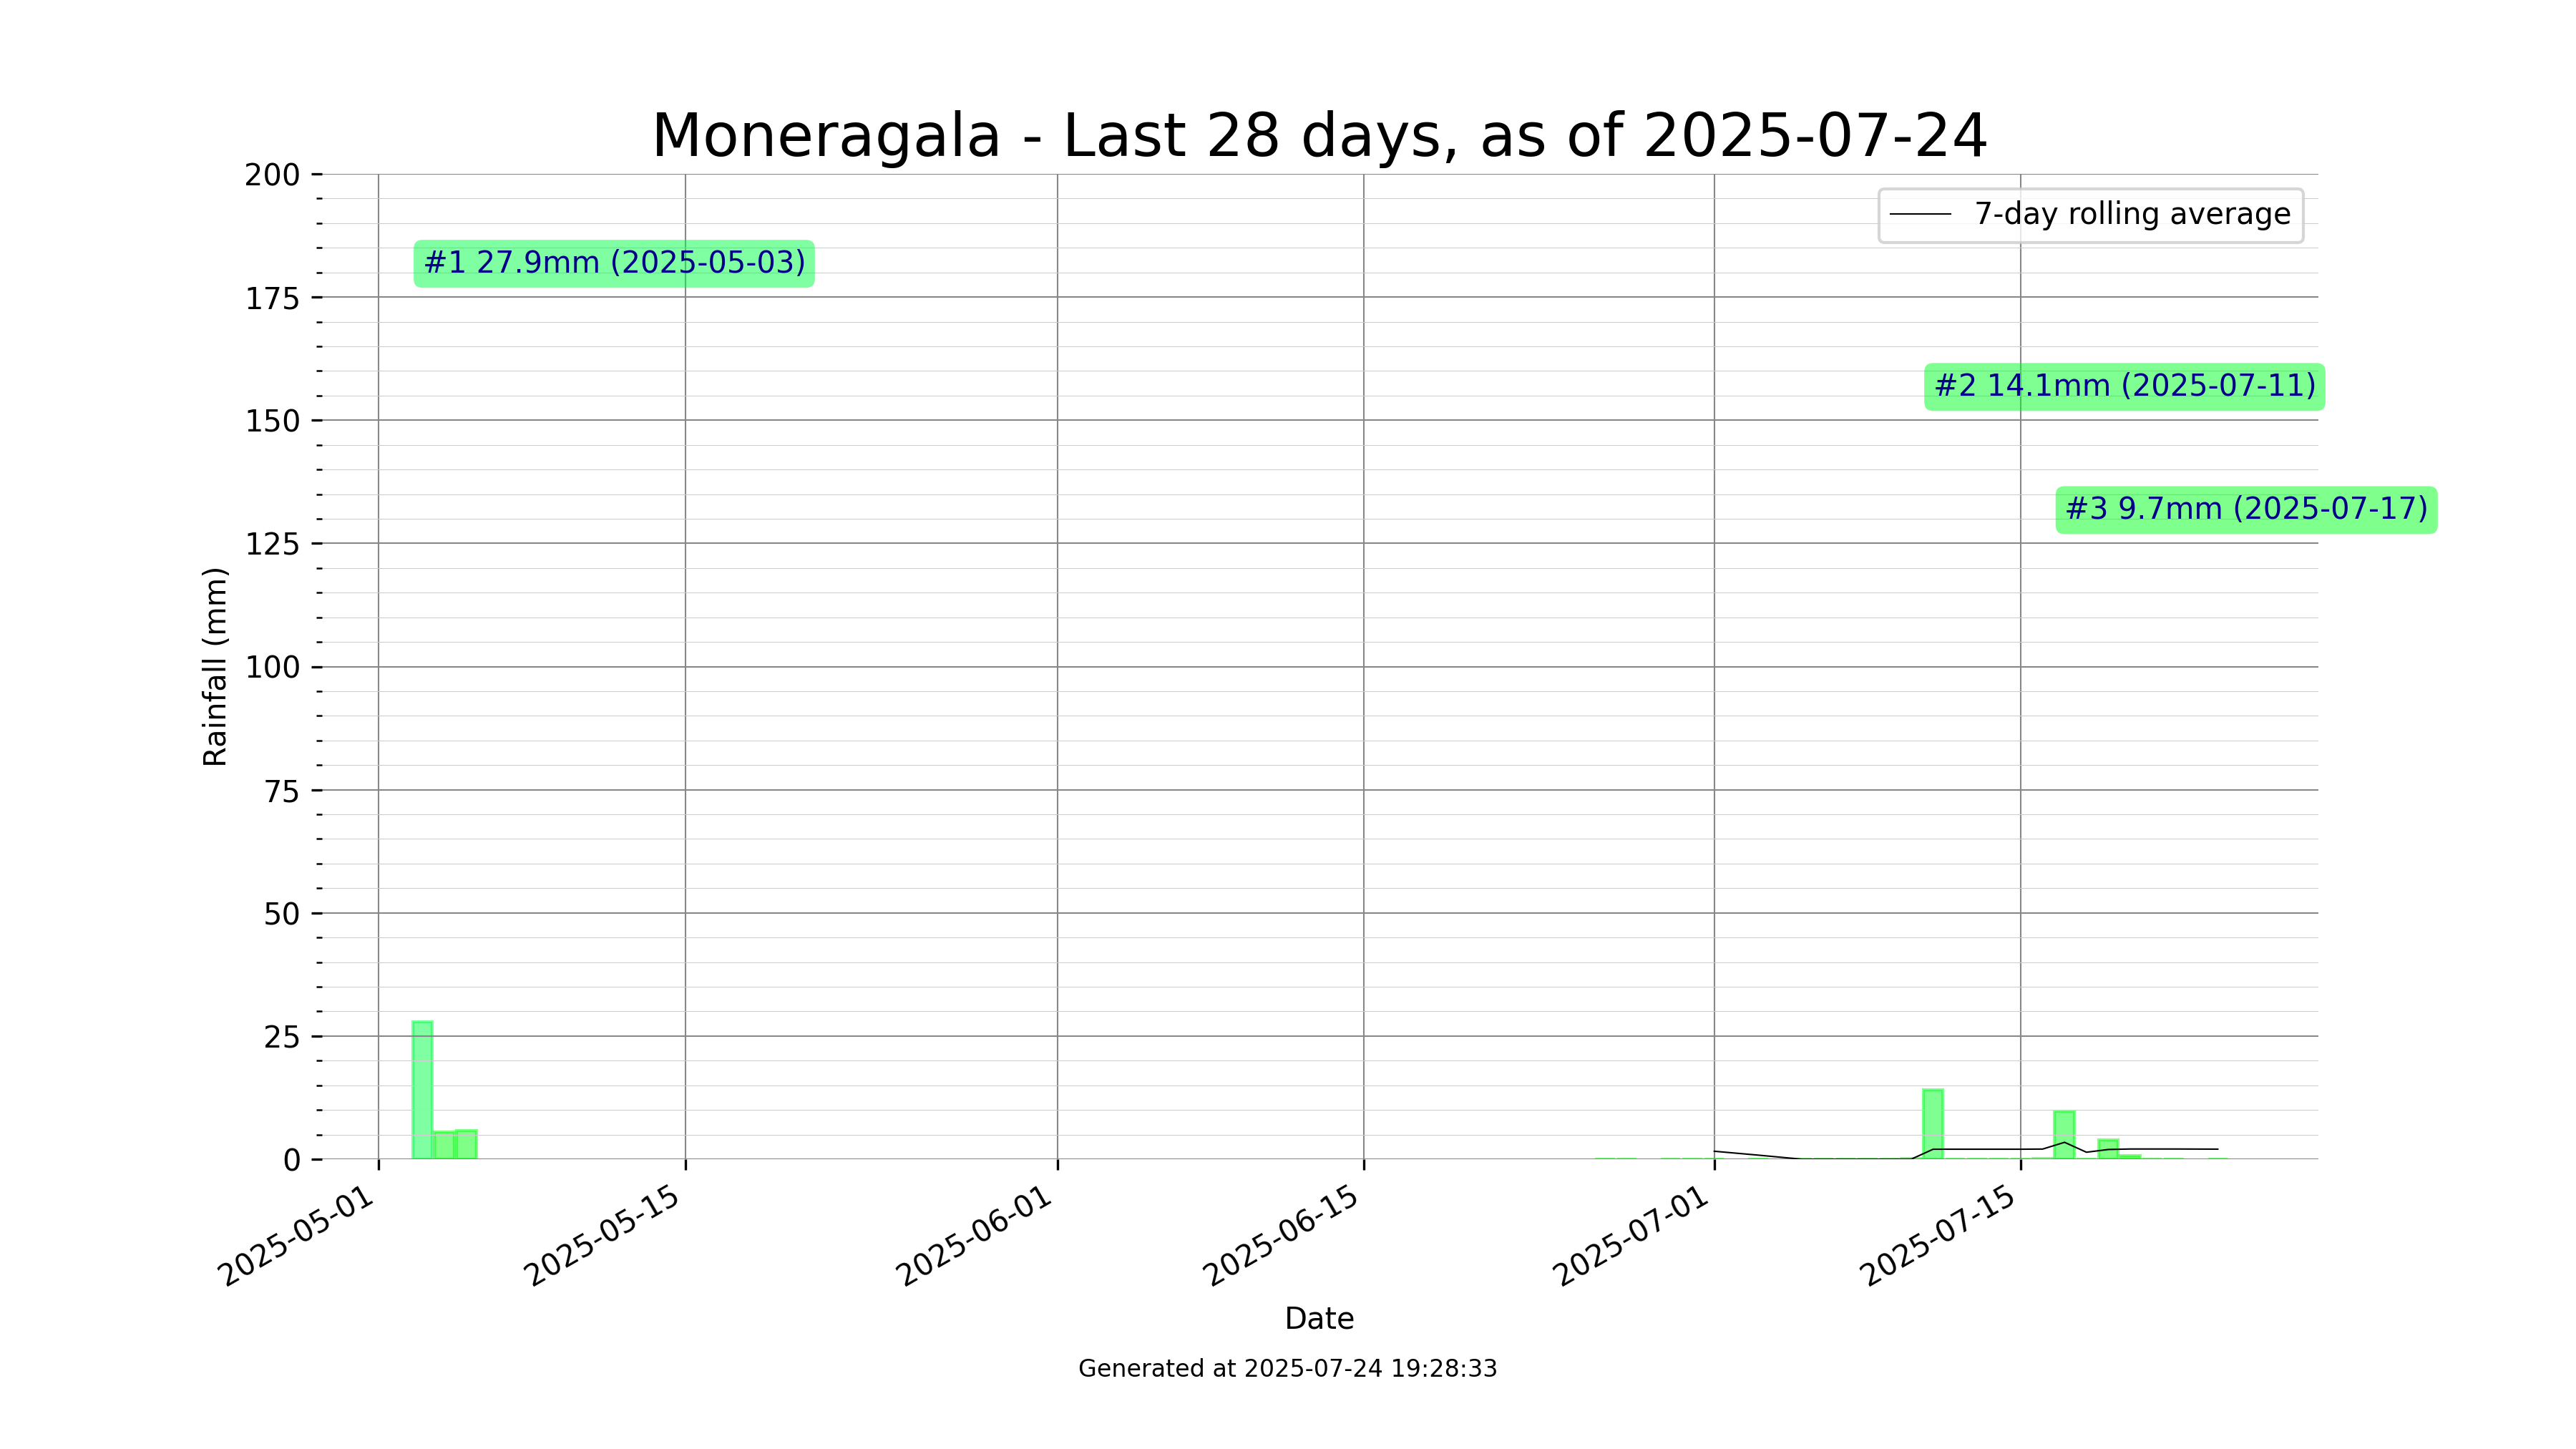 Moneragala - Last 28 days, as of 2025-07-24
7-day rolling average
#1 27.9mm (2025-05-03)
#2 14.1mm (2025-07-11)
#3 9.7mm (2025-07-17)
Rainfall (mm)
200
175
150
125
100
75
50
25
0
2025-05-01
2025-05-15
2025-06-01
2025-06-15
2025-07-01
2025-07-15
Date
Generated at 2025-07-24 19:28:33